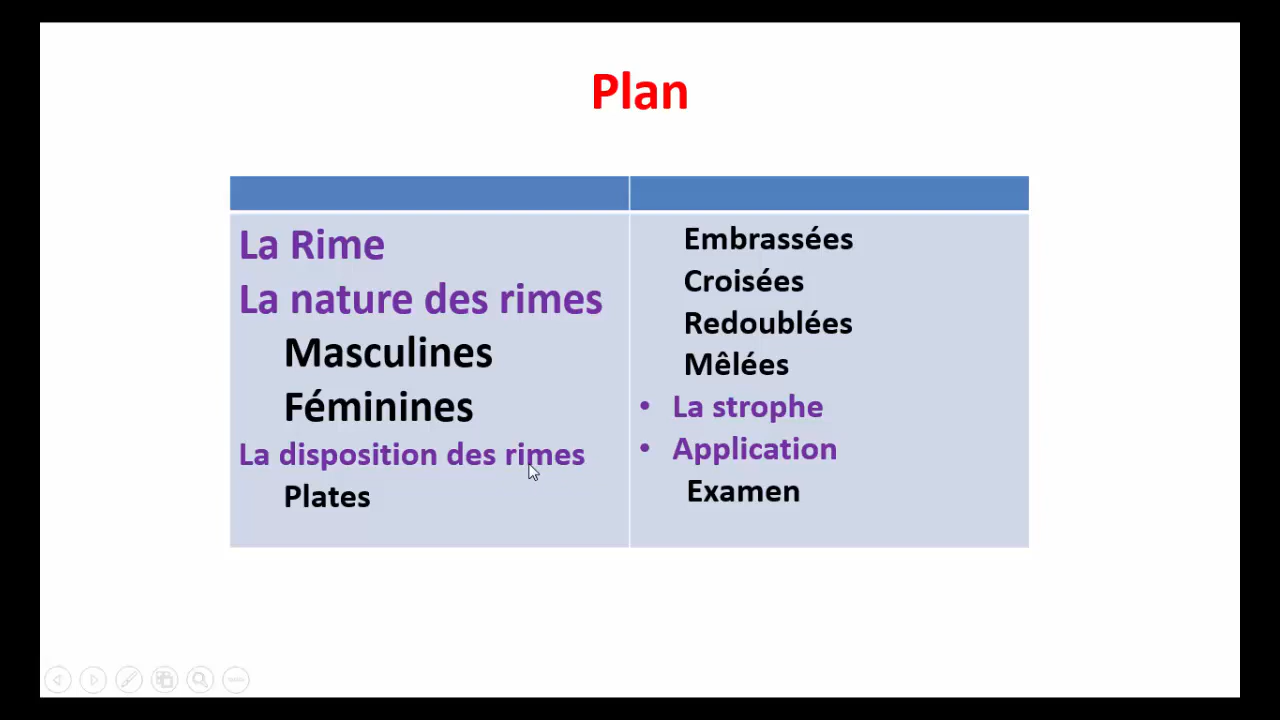 Plan
La Rime
La nature des rimes
Masculines
Féminines
La disposition des rimes
Plates
Embrassées
Croisées
Redoublées
Mêlées
• La strophe
• Application
Examen